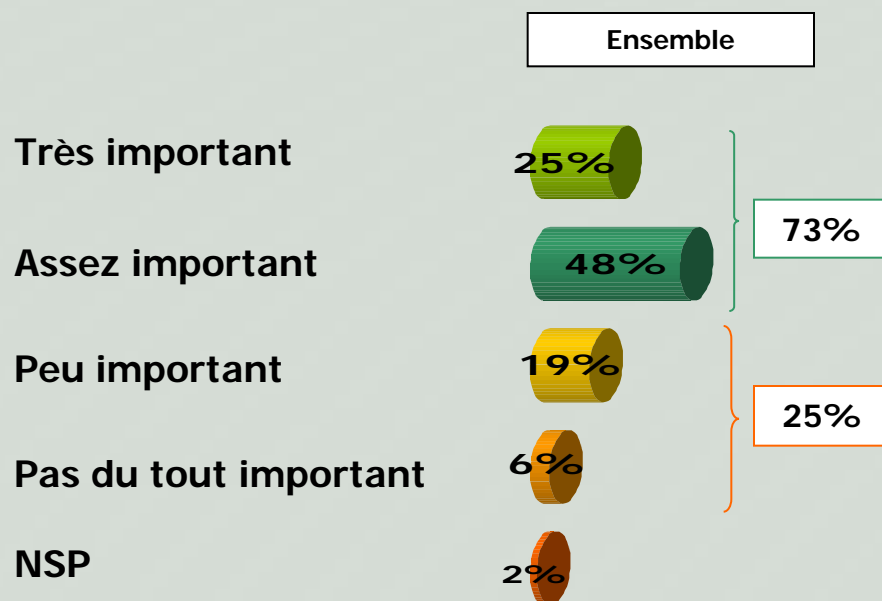 Ensemble
Très important
25%
Assez important
48%
73%
Peu important
19%
25%
Pas du tout important
6%
NSP
2%